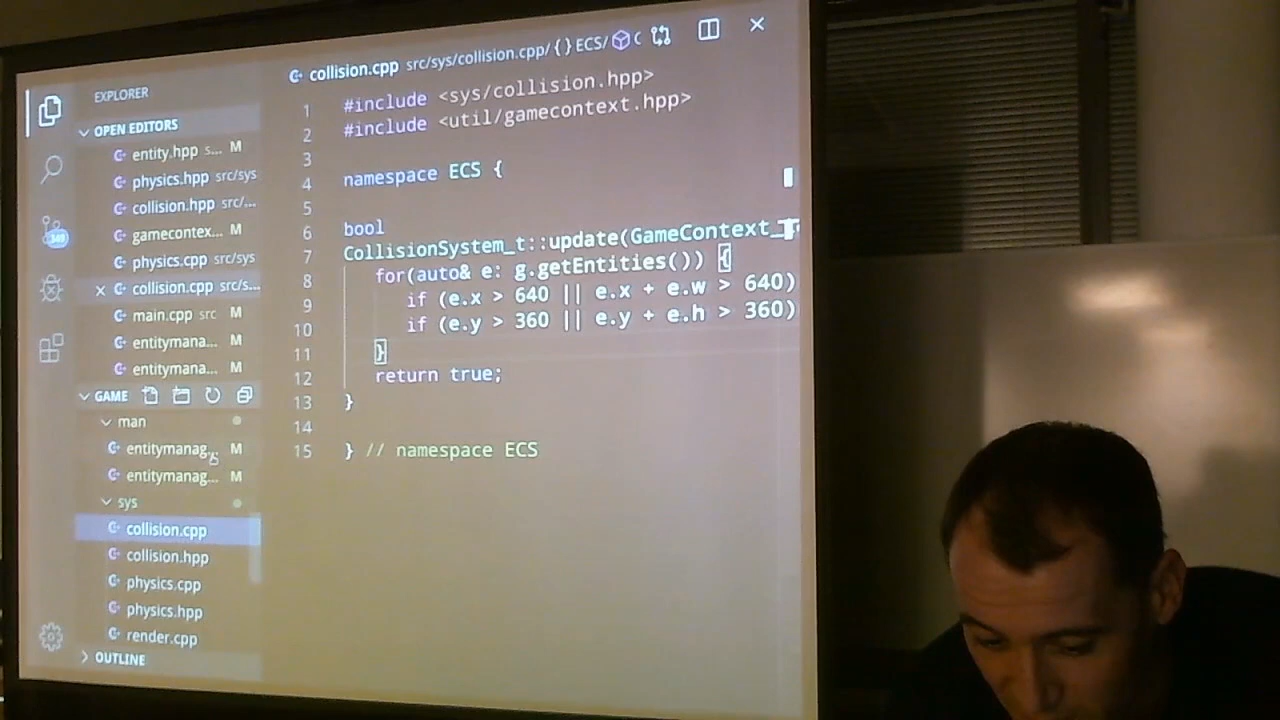 EXPLORER
OPEN EDITORS
entity.hpp s... M
physics.hpp src/sys
collision.hpp src/...
gamecontex... M
physics.cpp src/sys
collision.cpp src/s...
main.cpp src M
entitymana... M
entitymana... M
GAME
man
entitymanag... M
entitymanag... M
sys
collision.cpp
collision.hpp
physics.cpp
physics.hpp
render.cpp
OUTLINE
collision.cpp src/sys/collision.cpp/ {} ECS/
1 #include <sys/collision.hpp>
2 #include <util/gamecontext.hpp>
3
4 namespace ECS {
5
6 bool
7 CollisionSystem_t::update(GameContext_
8 for(auto& e: g.getEntities()) {
9 if (e.x > 640 || e.x + e.w > 640)
10 if (e.y > 360 || e.y + e.h > 360)
11 }
12 return true;
13 }
14
15 } // namespace ECS